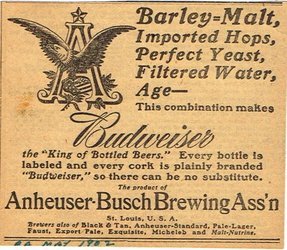 Barley-Malt,
Imported Hops,
Perfect Yeast,
Filtered Water,
Age—
This combination makes
Budweiser
the "King of Bottled Beers." Every bottle is
labeled and every cork is plainly branded
"Budweiser," so there can be no substitute.
The product of
Anheuser-Busch Brewing Ass'n
St. Louis, U. S. A.
Brewers also of Black & Tan, Anheuser-Standard, Pale-Lager,
Faust, Export Pale, Exquisite, Michelob and Malt-Nutrine.
May 1902